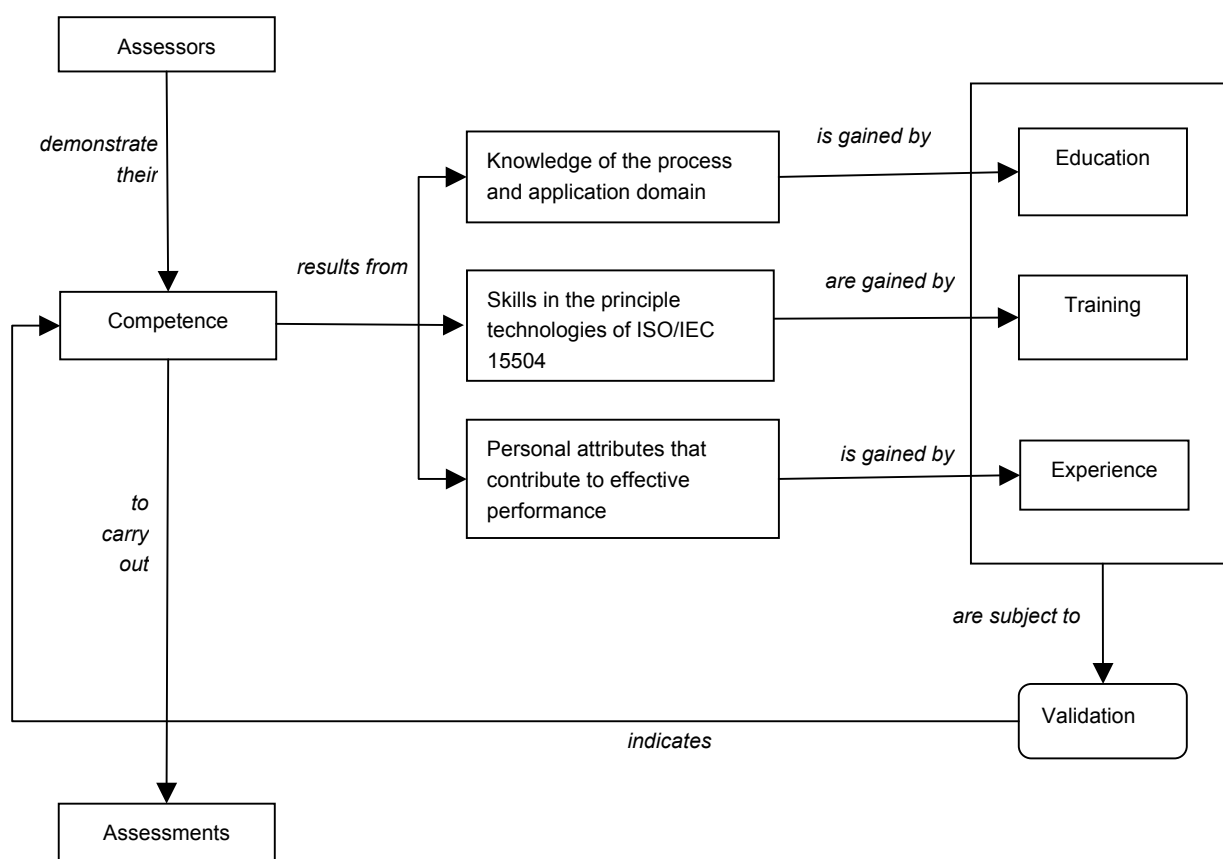 Assessors
demonstrate
their
Competence
results from
Knowledge of the process
and application domain
is gained by
Education
Skills in the principle
technologies of ISO/IEC
15504
are gained by
Training
Personal attributes that
contribute to effective
performance
is gained by
Experience
to
carry
out
are subject to
Validation
indicates
Assessments